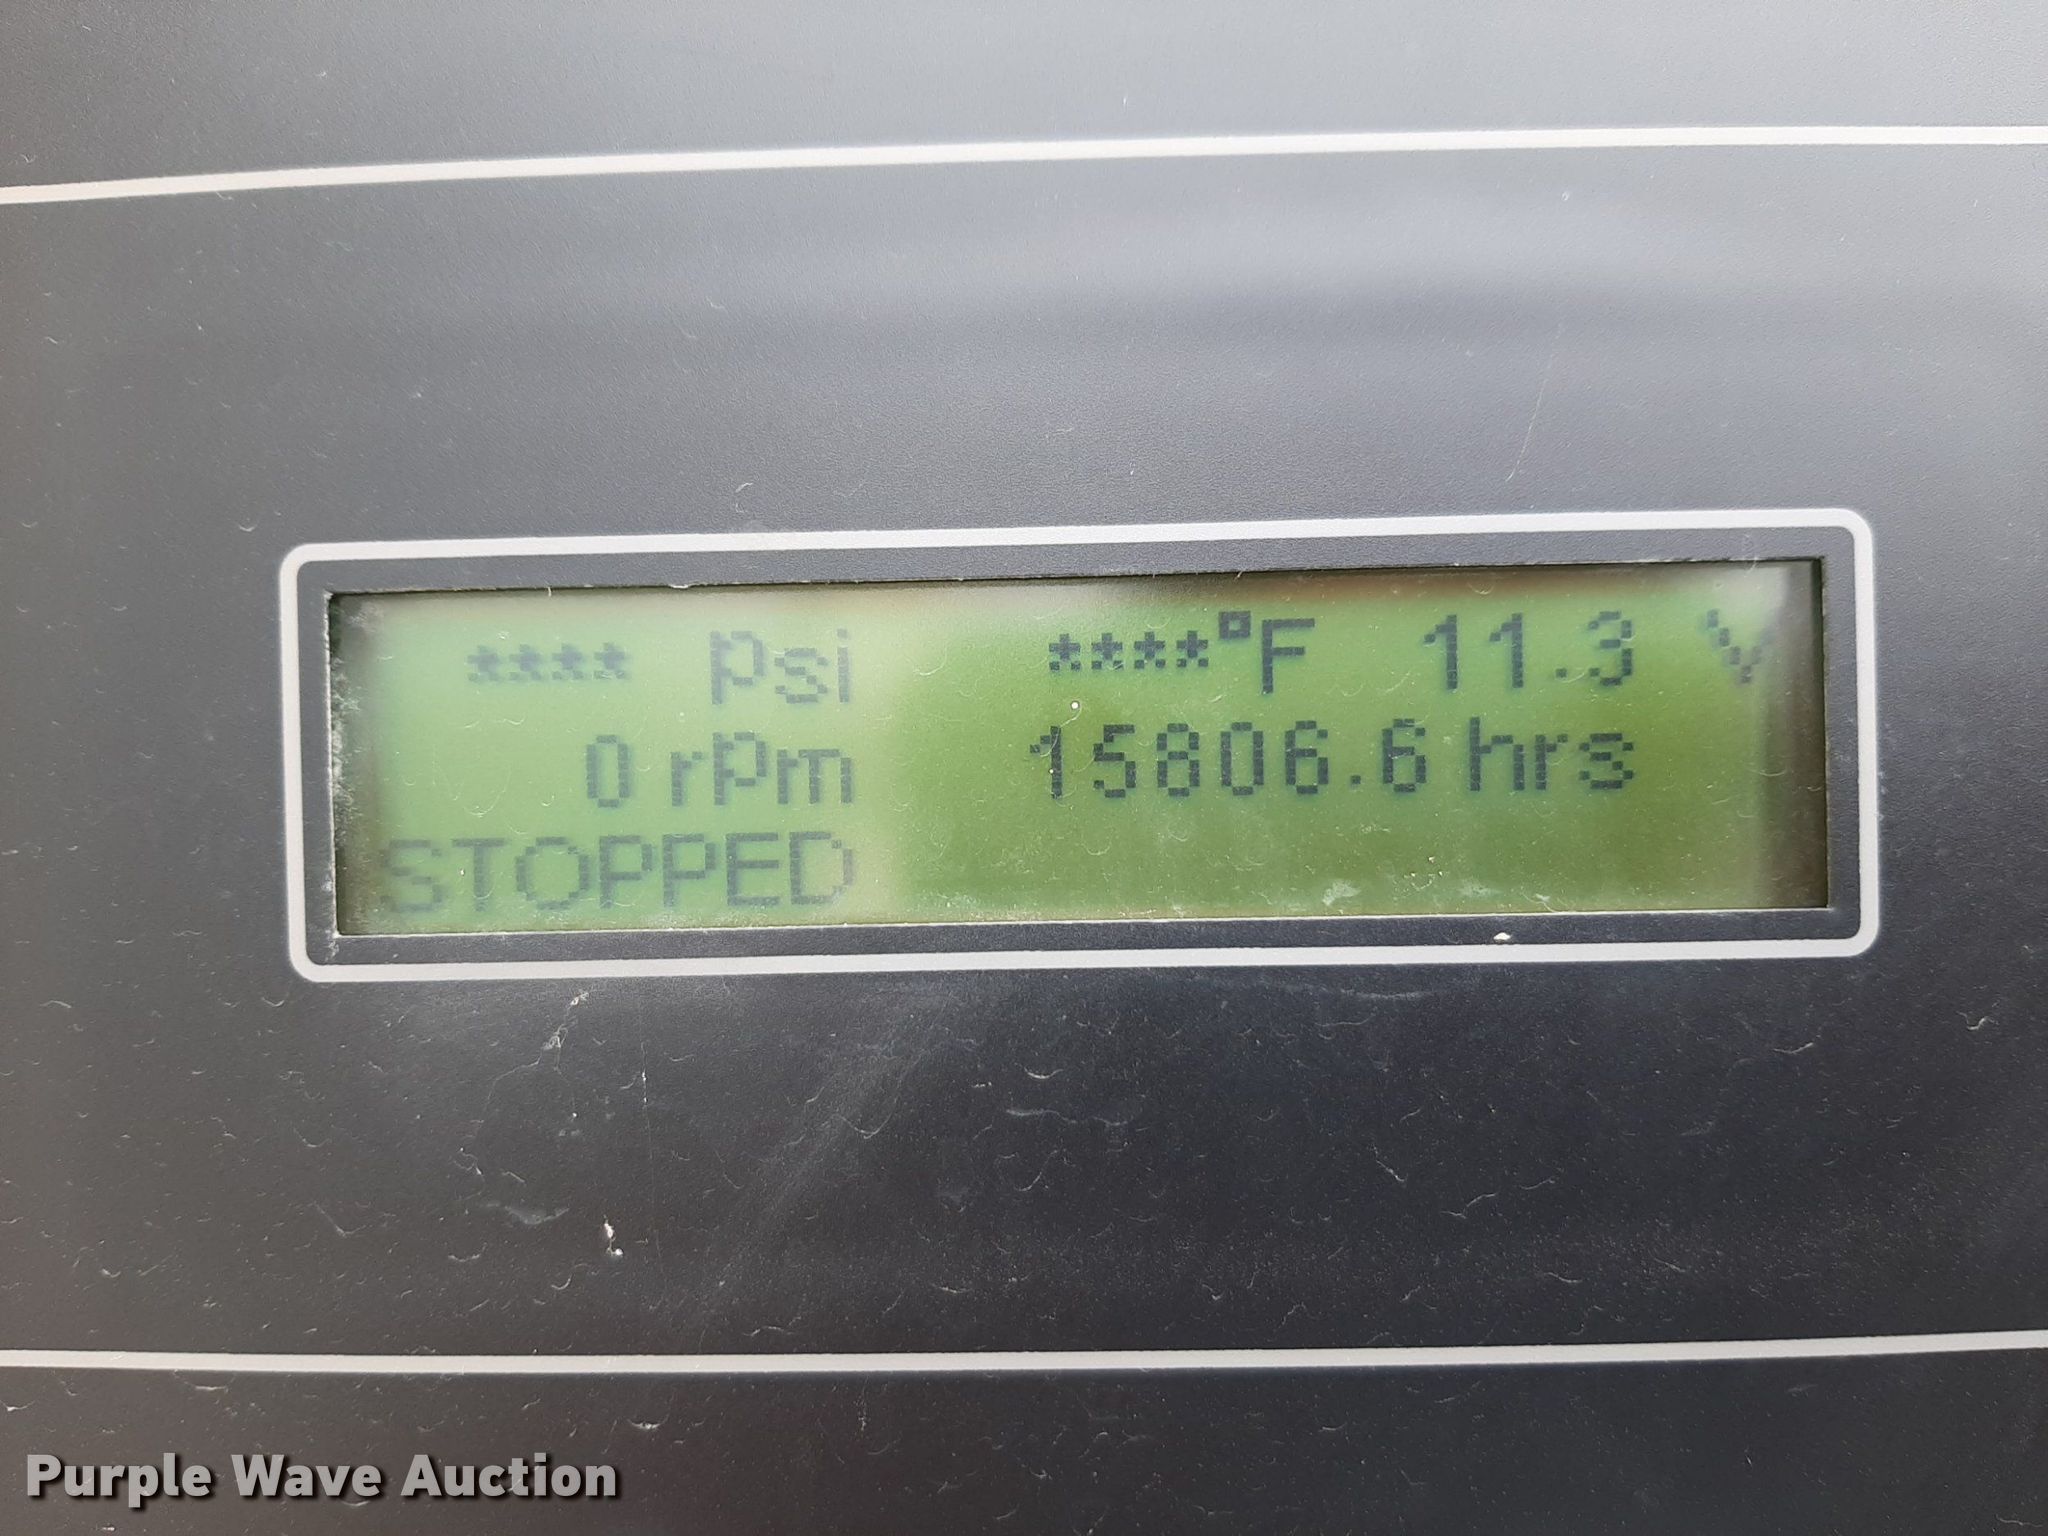 **** psi ****°F 11.3 V
0 rpm 15806.6 hrs
STOPPED
Purple Wave Auction